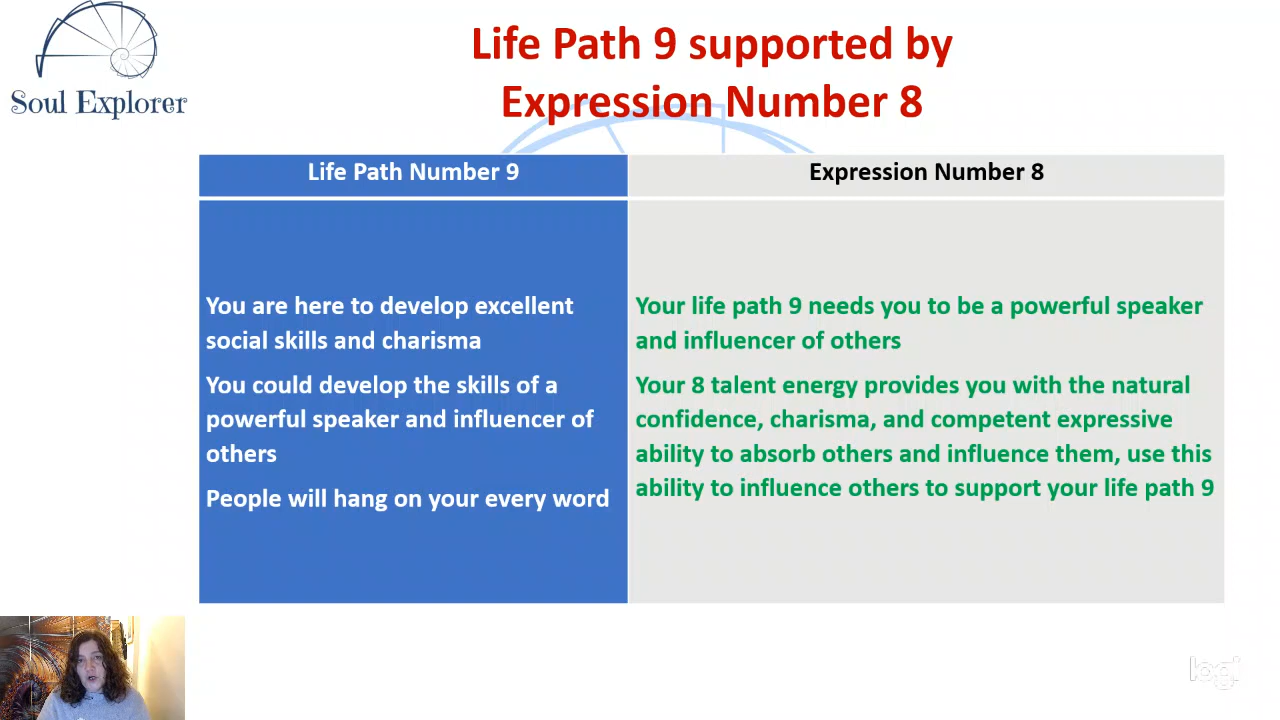 Soul Explorer
Life Path 9 supported by
Expression Number 8
Life Path Number 9
Expression Number 8
You are here to develop excellent
social skills and charisma
You could develop the skills of a
powerful speaker and influencer of
others
People will hang on your every word
Your life path 9 needs you to be a powerful speaker
and influencer of others
Your 8 talent energy provides you with the natural
confidence, charisma, and competent expressive
ability to absorb others and influence them, use this
ability to influence others to support your life path 9
logi